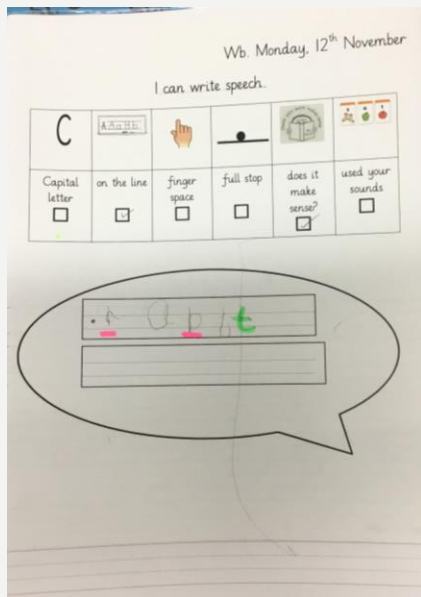 Wb. Monday, 12th November
I can write speech.
C
Capital letter
on the line
finger space
full stop
does it make sense?
used your sounds
t